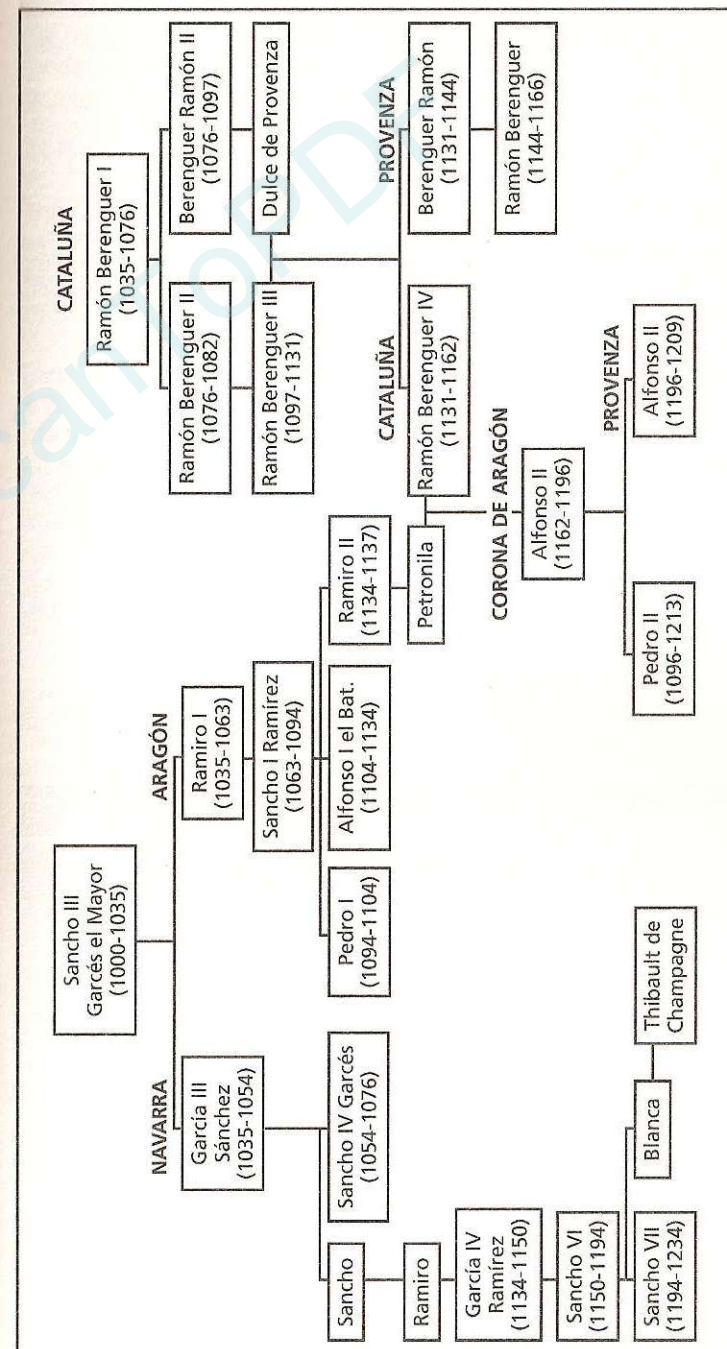 Sancho III
Garcés el Mayor
(1000-1035)
NAVARRA
ARAGÓN
CATALUÑA
García III
Sánchez
(1035-1054)
Ramiro I
(1035-1063)
Ramón Berenguer I
(1035-1076)
Sancho
Sancho IV Garcés
(1054-1076)
Sancho I Ramírez
(1063-1094)
Ramón Berenguer II
(1076-1082)
Berenguer Ramón II
(1076-1097)
Ramiro
Pedro I
(1094-1104)
Alfonso I el Bat.
(1104-1134)
Ramiro II
(1134-1137)
Ramón Berenguer III
(1097-1131)
Dulce de Provenza
García IV
Ramírez
(1134-1150)
Petronila
CATALUÑA
Ramón Berenguer IV
(1131-1162)
PROVENZA
Berenguer Ramón
(1131-1144)
Sancho VI
(1150-1194)
CORONA DE ARAGÓN
Alfonso II
(1162-1196)
Ramón Berenguer
(1144-1166)
Sancho VII
(1194-1234)
Blanca
Thibault de
Champagne
Pedro II
(1096-1213)
PROVENZA
Alfonso II
(1196-1209)
CanToPDF